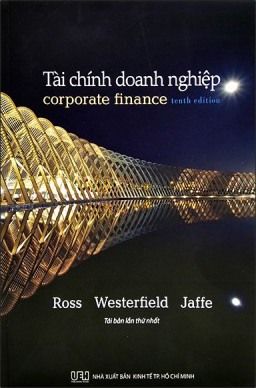 Tài chính doanh nghiệp
corporate finance tenth edition
Ross Westerfield Jaffe
Tái bản lần thứ nhất
UEH NHÀ XUẤT BẢN KINH TẾ TP. HỒ CHÍ MINH